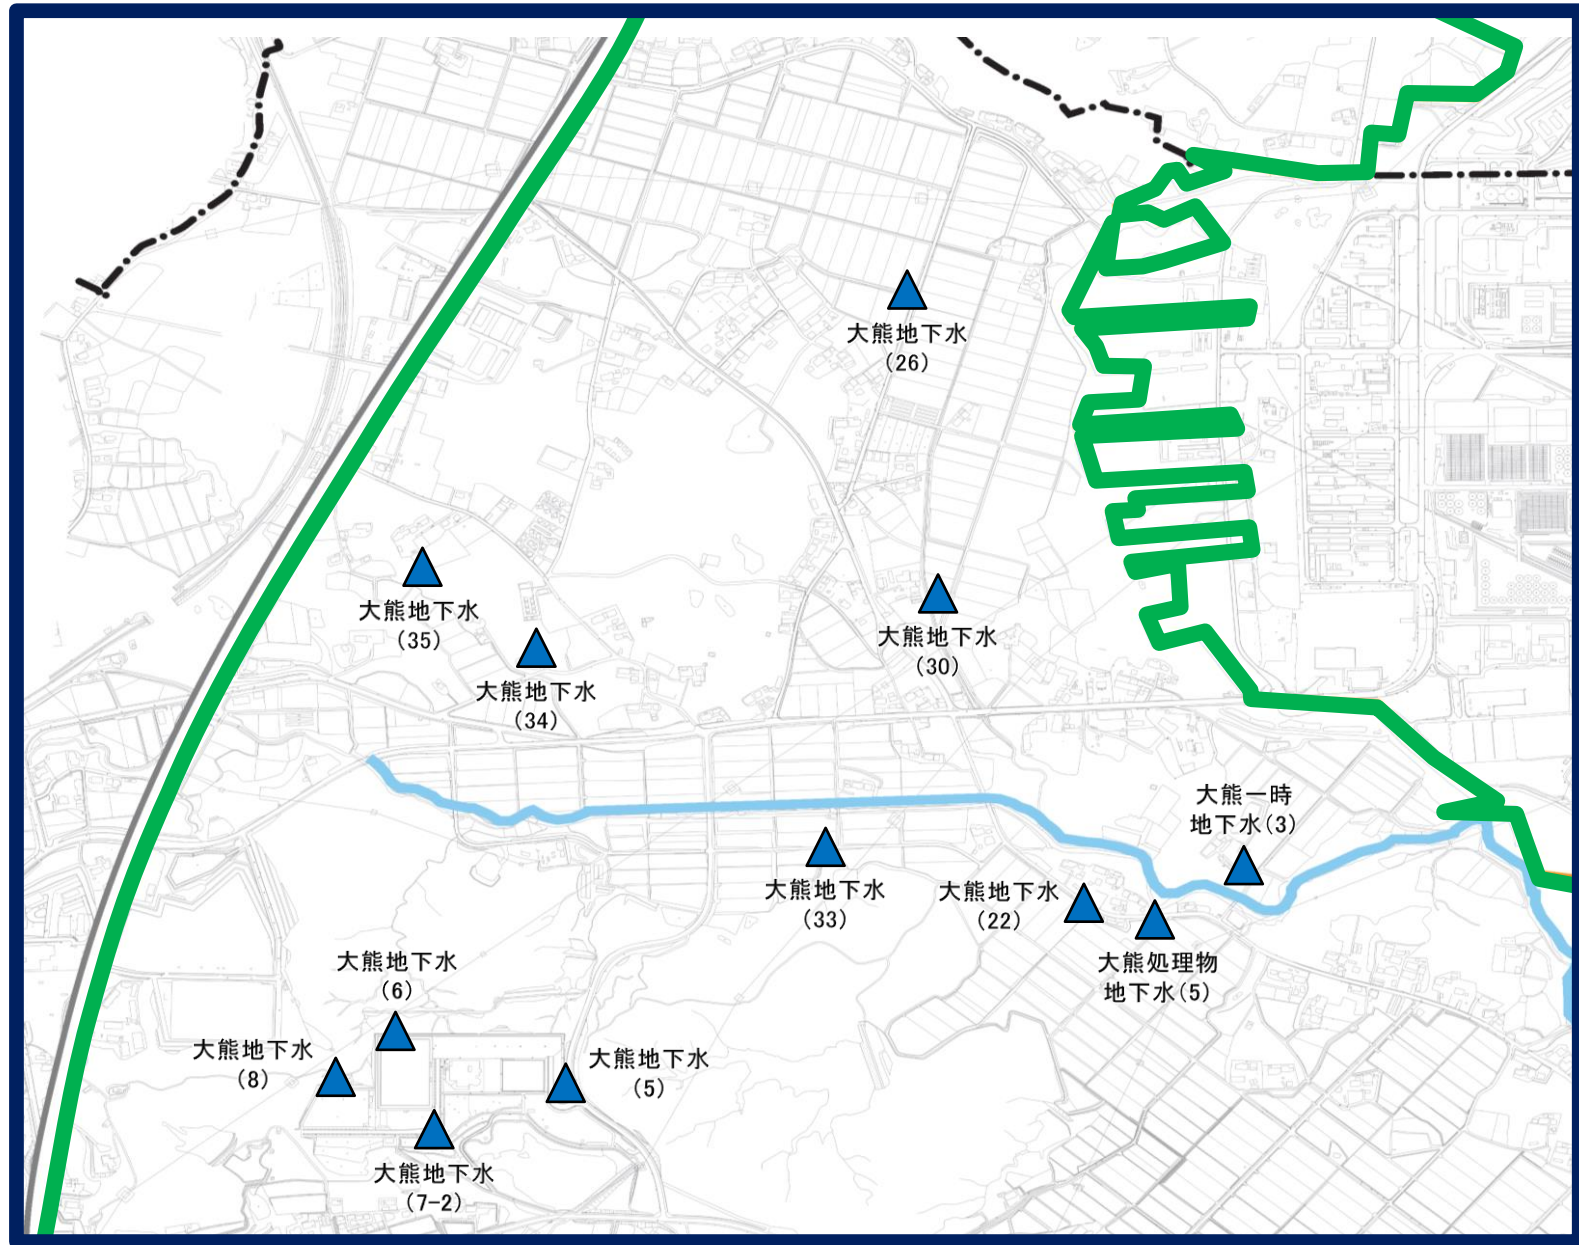 大熊地下水
(26)
大熊地下水
(35)
大熊地下水
(30)
大熊地下水
(34)
大熊一時
地下水(3)
大熊地下水
(33)
大熊地下水
(22)
大熊処理物
地下水(5)
大熊地下水
(6)
大熊地下水
(8)
大熊地下水
(5)
大熊地下水
(7-2)